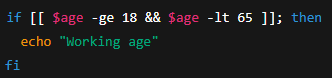 if [[ $age -ge 18 && $age -lt 65 ]]; then
  echo "Working age"
fi